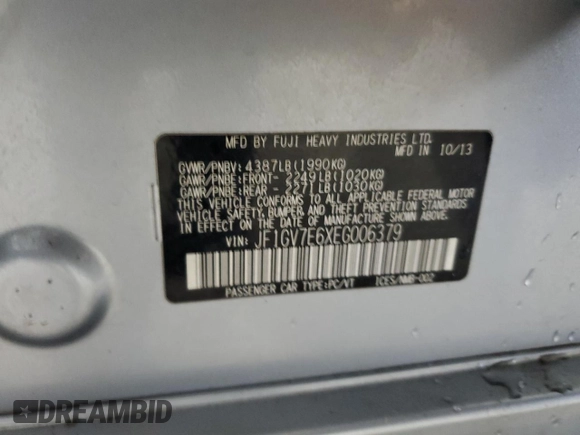 MFD BY FUJI HEAVY INDUSTRIES LTD.
MFD IN 10/13
GVWR/PNBV: 4387LB(1990KG)
GAWR/PNBE:FRONT- 2249LB(1020KG)
GAWR/PNBE:REAR - 2271LB(1030KG)
THIS VEHICLE CONFORMS TO ALL APPLICABLE FEDERAL MOTOR
VEHICLE SAFETY, BUMPER, AND THEFT PREVENTION STANDARDS
IN EFFECT ON THE DATE OF MANUFACTURE SHOWN ABOVE.
VIN: JF1GV7E6XEG006379
PASSENGER CAR TYPE:PC/VT ICES/NMB-002
DREAMBID